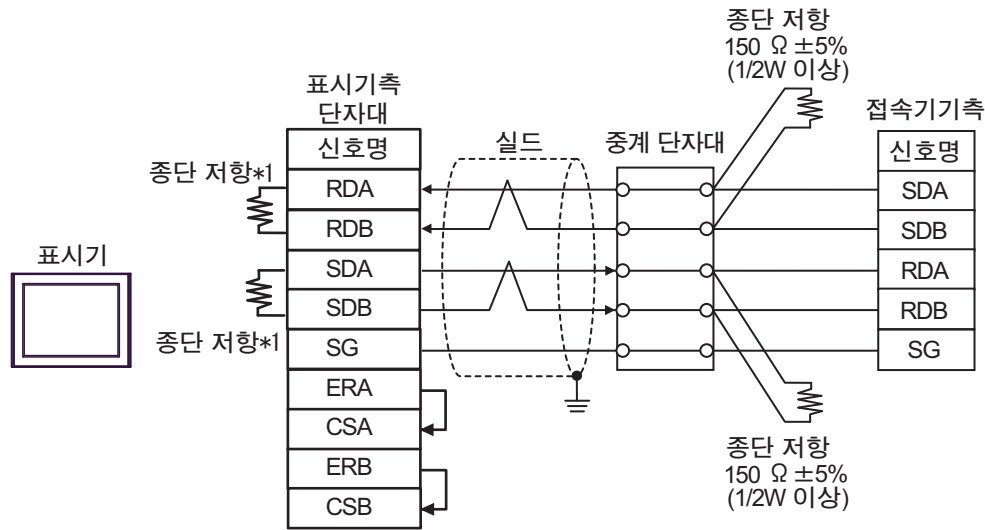 종단 저항
150 Ω ±5%
(1/2W 이상)
표시기측
단자대
신호명
RDA
RDB
SDA
SDB
SG
ERA
CSA
ERB
CSB
종단 저항*1
종단 저항*1
표시기
실드
중계 단자대
접속기기측
신호명
SDA
SDB
RDA
RDB
SG
종단 저항
150 Ω ±5%
(1/2W 이상)